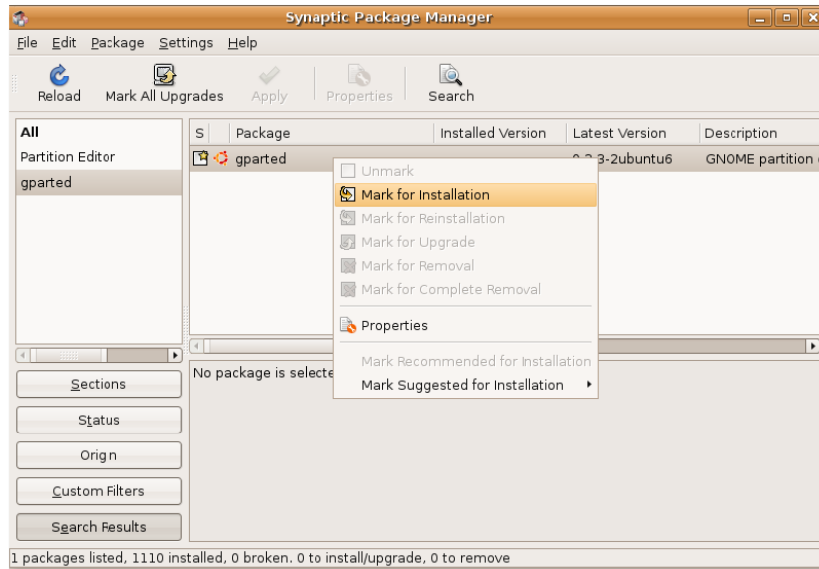 Synaptic Package Manager
File Edit Package Settings Help
Reload Mark All Upgrades Apply Properties Search
All
Partition Editor
gparted
S Package Installed Version Latest Version Description
gparted 0.3.3-2ubuntu6 GNOME partition
Unmark
Mark for Installation
Mark for Reinstallation
Mark for Upgrade
Mark for Removal
Mark for Complete Removal
Properties
Mark Recommended for Installation
Mark Suggested for Installation
No package is selecte
Sections
Status
Orign
Custom Filters
Search Results
1 packages listed, 1110 installed, 0 broken. 0 to install/upgrade, 0 to remove